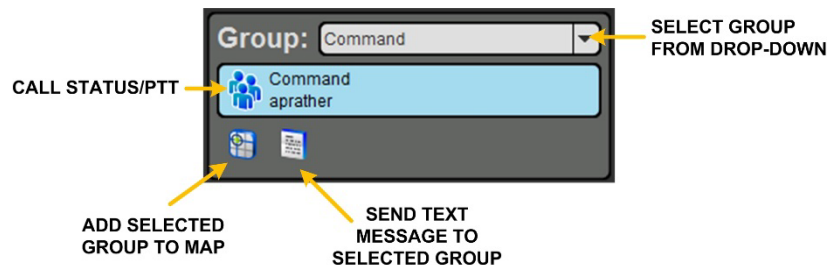 SELECT GROUP
FROM DROP-DOWN
Group: Command
CALL STATUS/PTT
Command
aprather
ADD SELECTED
GROUP TO MAP
SEND TEXT
MESSAGE TO
SELECTED GROUP